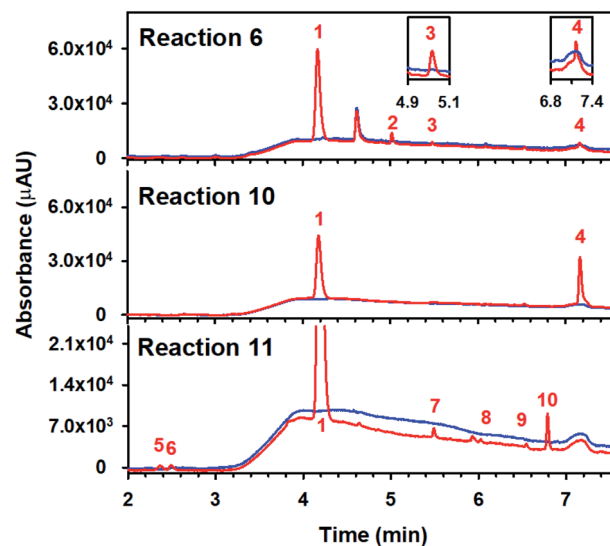 Reaction 6
1
3
4
6.0x10⁴
3.0x10⁴
0
4.9 5.1
6.8 7.4
2 3 4
Reaction 10
1
4
6.0x10⁴
3.0x10⁴
0
Reaction 11
2.1x10⁴
1.4x10⁴
7.0x10³
0
5 6 1 7 8 9 10
2 3 4 5 6 7
Absorbance (µAU)
Time (min)